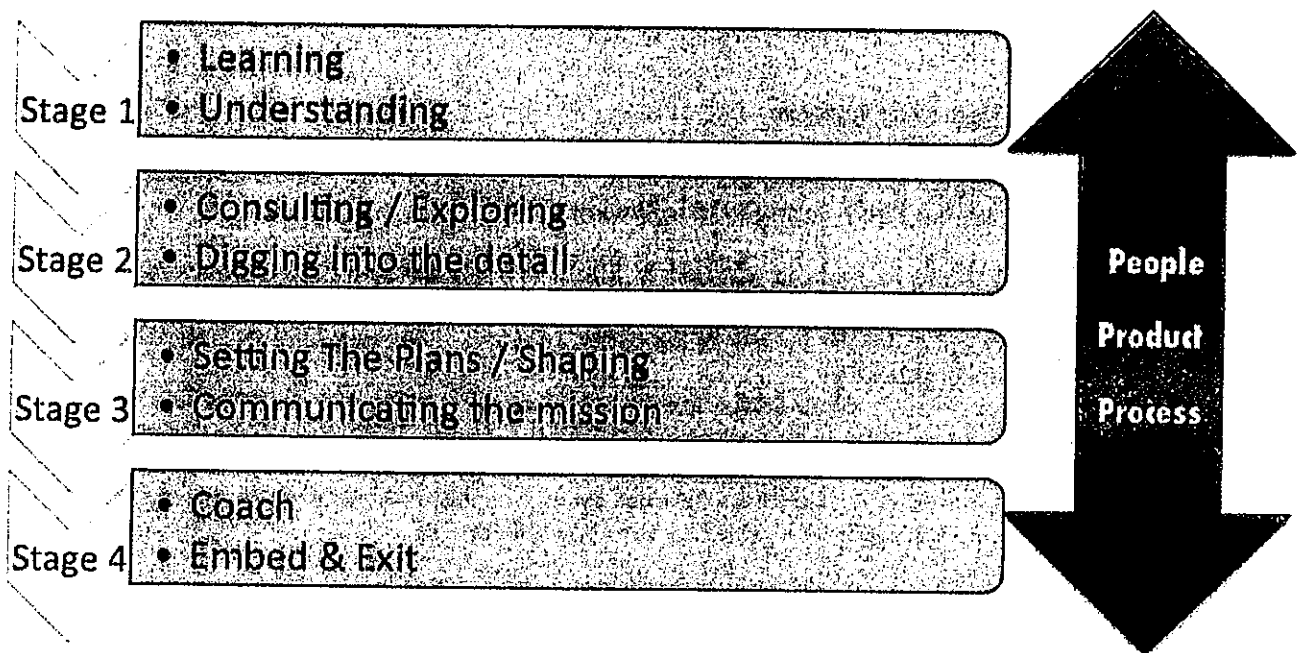 • Learning
Stage 1 • Understanding
• Consulting / Exploring
Stage 2 • Digging into the detail
• Setting The Plans / Shaping
Stage 3 • Communicating the mission
• Coach
Stage 4 • Embed & Exit
People
Product
Process